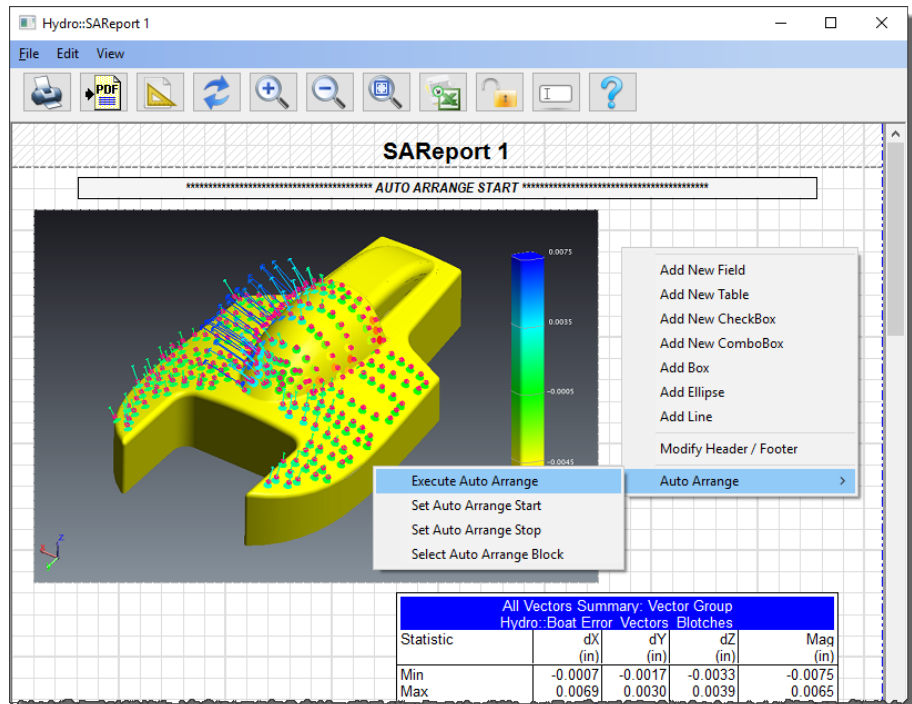 Hydro::SAReport 1
File Edit View
PDF
SAReport 1
****************************************** AUTO ARRANGE START ******************************************
0.0075
0.0035
-0.0005
-0.0045
Z
Add New Field
Add New Table
Add New CheckBox
Add New ComboBox
Add Box
Add Ellipse
Add Line
Modify Header / Footer
Auto Arrange
Execute Auto Arrange
Set Auto Arrange Start
Set Auto Arrange Stop
Select Auto Arrange Block
All Vectors Summary: Vector Group
Hydro::Boat Error Vectors Blotches
Statistic dX dY dZ Mag
(in) (in) (in) (in)
Min -0.0007 -0.0017 -0.0033 -0.0075
Max 0.0069 0.0030 0.0039 0.0065